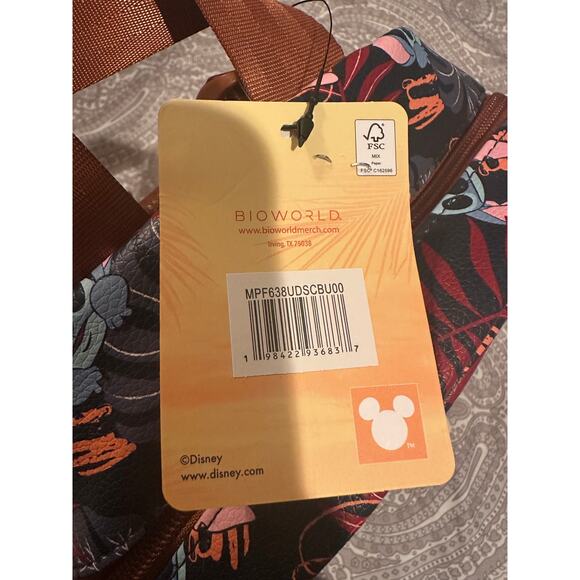 FSC
MIX
Paper
FSC® C162596
BIOWORLD®
www.bioworldmerch.com
Irving, TX 75038
MPF638UDSCBU00
1 98422 93683 7
TM
©Disney
www.disney.com